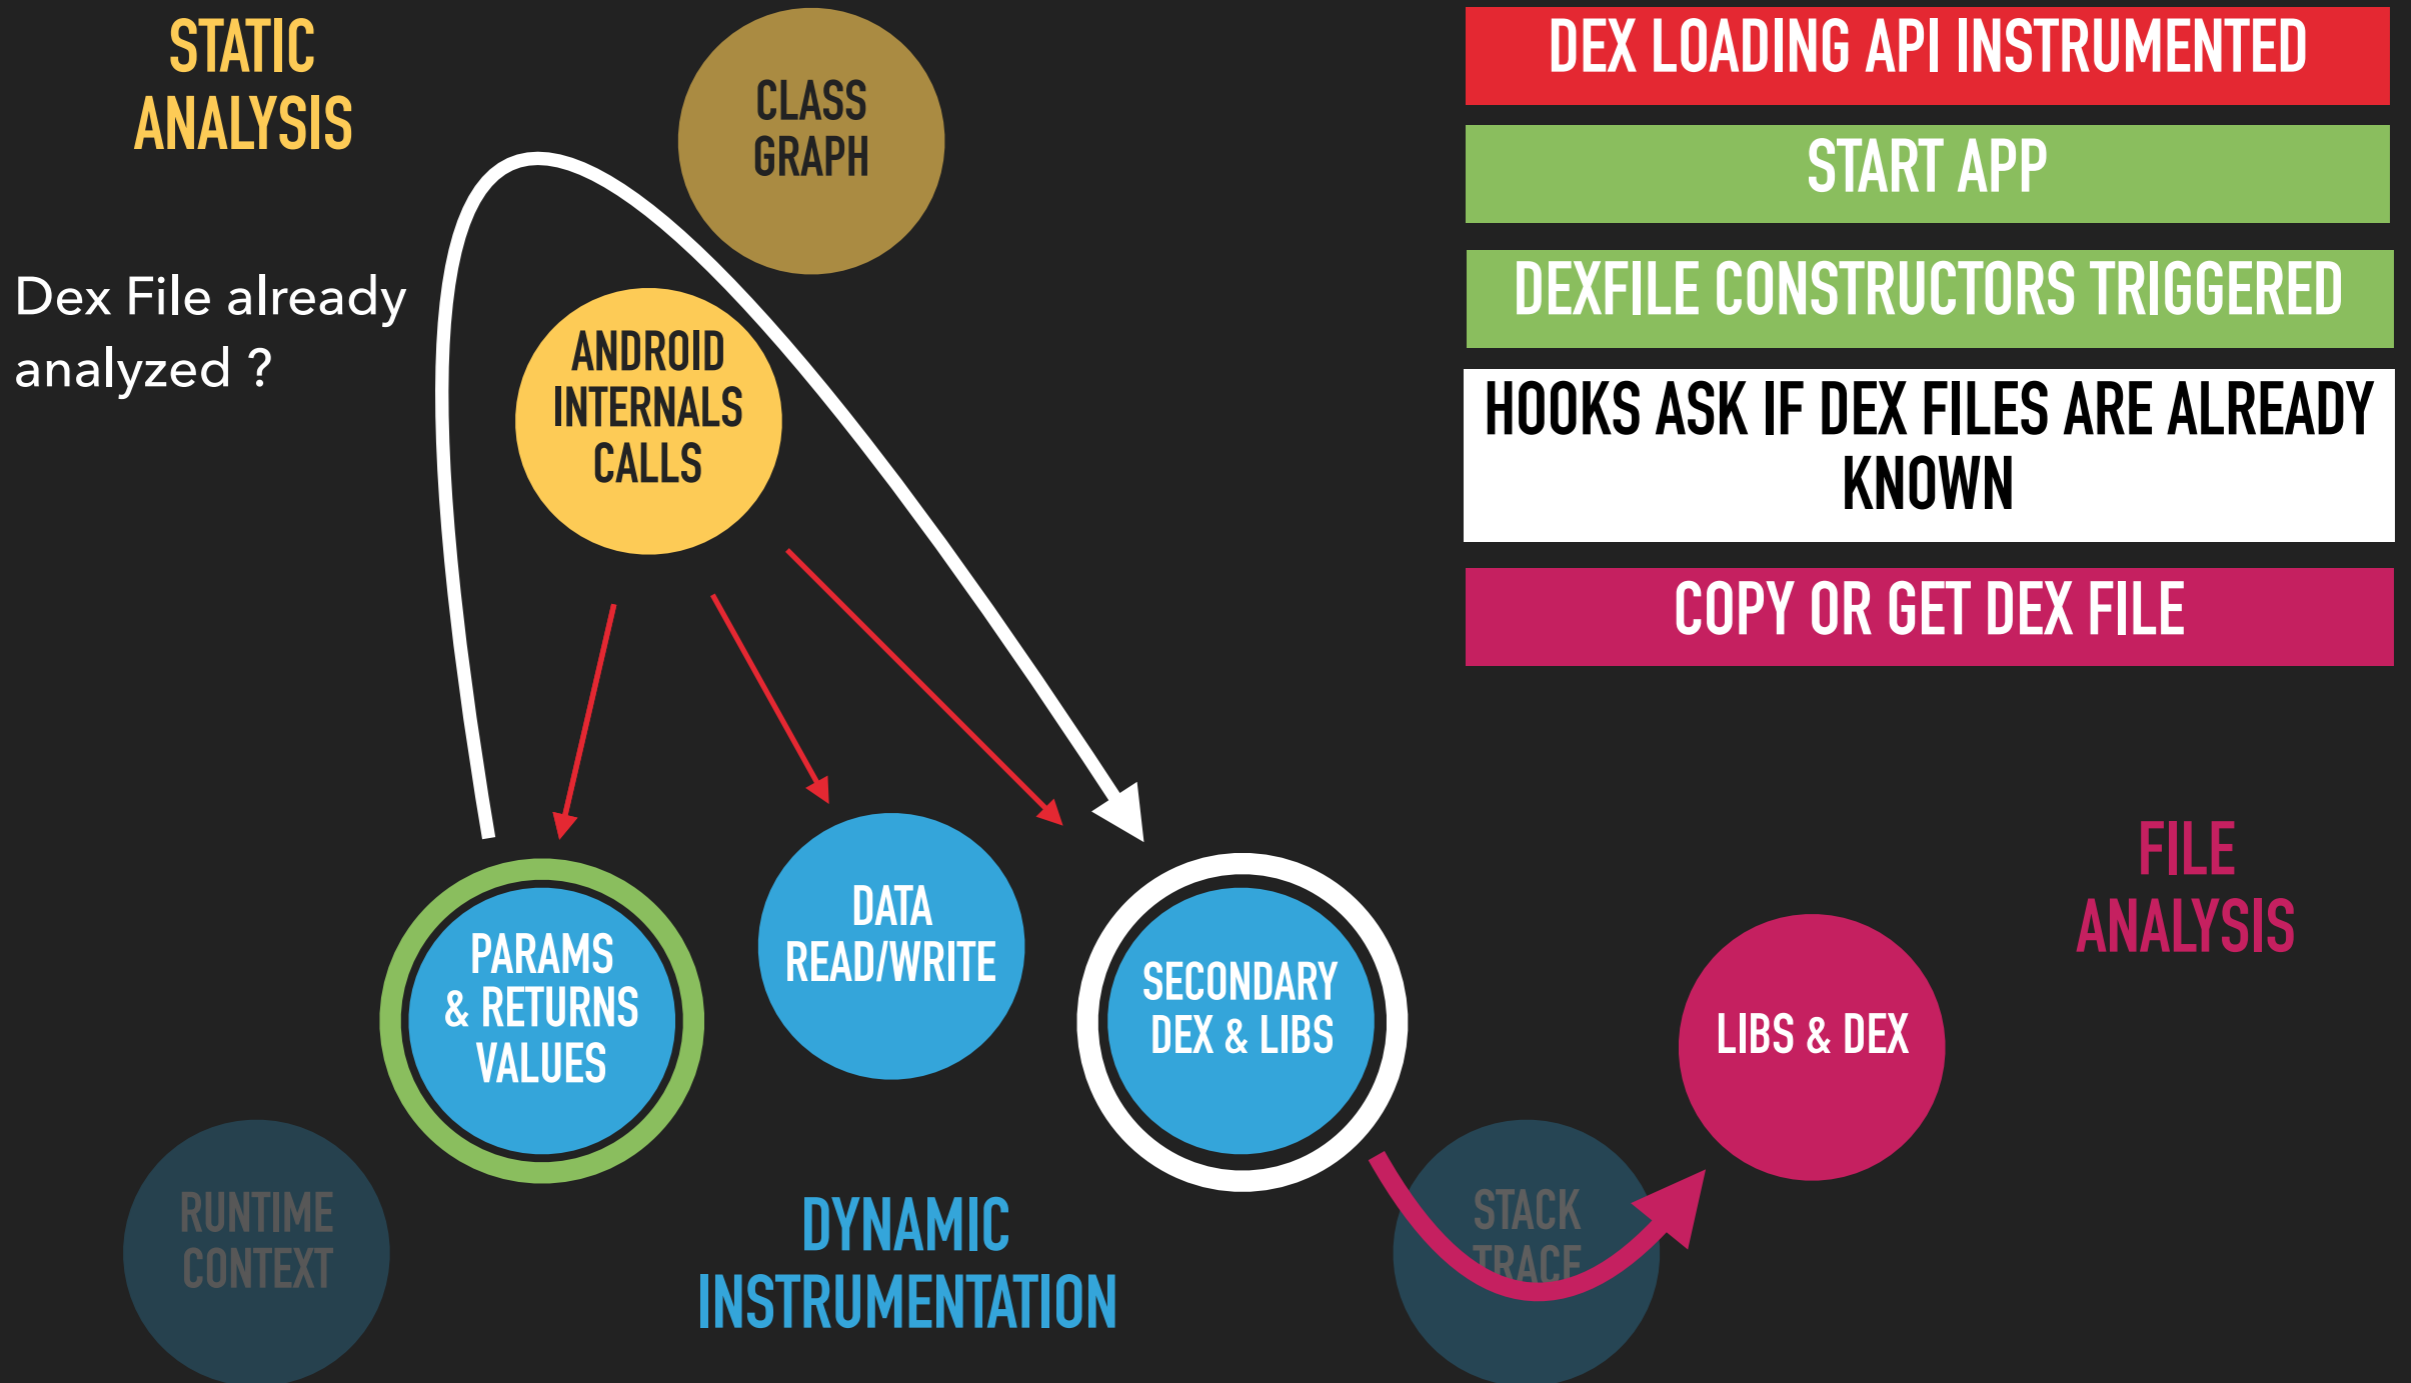 STATIC
ANALYSIS
Dex File already
analyzed ?
CLASS
GRAPH
ANDROID
INTERNALS
CALLS
DEX LOADING API INSTRUMENTED
START APP
DEXFILE CONSTRUCTORS TRIGGERED
HOOKS ASK IF DEX FILES ARE ALREADY
KNOWN
COPY OR GET DEX FILE
PARAMS
& RETURNS
VALUES
DATA
READ/WRITE
SECONDARY
DEX & LIBS
LIBS & DEX
FILE
ANALYSIS
RUNTIME
CONTEXT
DYNAMIC
INSTRUMENTATION
STACK
TRACE